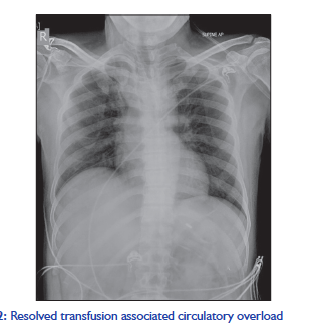 R
SUPINE AP
2: Resolved transfusion associated circulatory overload